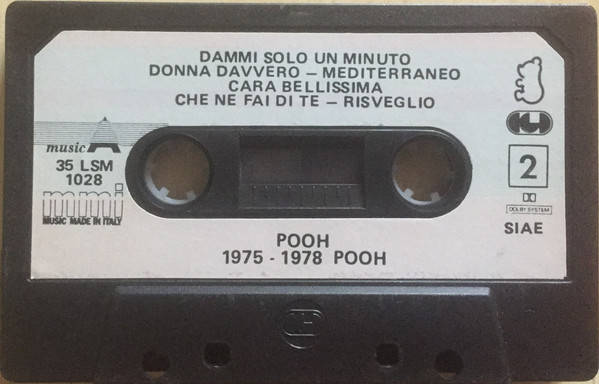 DAMMI SOLO UN MINUTO
DONNA DAVVERO – MEDITERRANEO
CARA BELLISSIMA
CHE NE FAI DI TE – RISVEGLIO
music A
35 LSM
1028
MUSIC MADE IN ITALY
2
DOLBY SYSTEM
SIAE
POOH
1975 - 1978 POOH